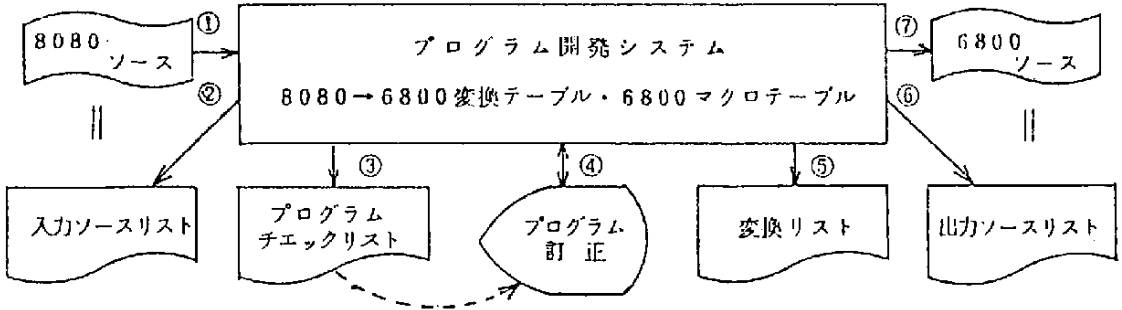 ①
8080
ソース
プログラム開発システム
8080→6800変換テーブル・6800マクロテーブル
⑦
6800
ソース
②
⑥
||
||
③
④
⑤
入力ソースリスト
プログラム
チェックリスト
プログラム
訂正
変換リスト
出力ソースリスト